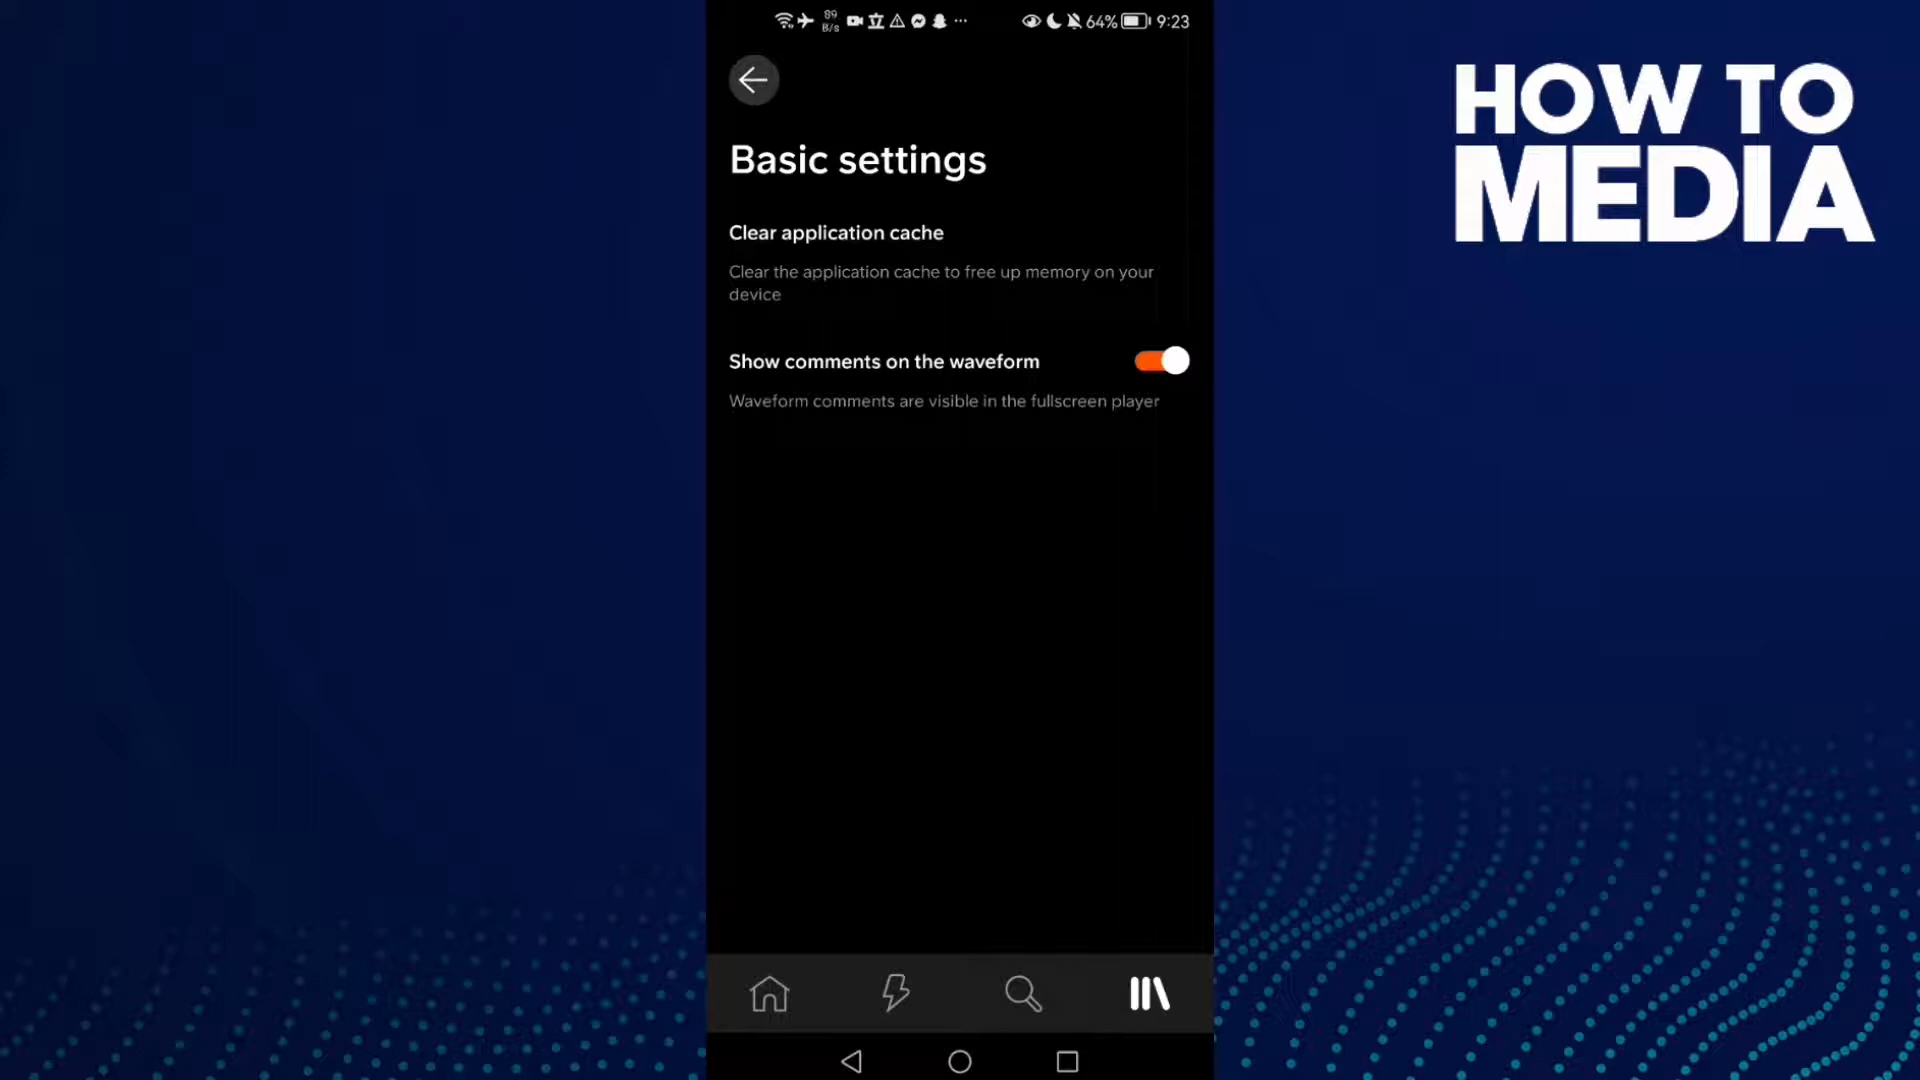 89
B/s
64%
9:23
HOW TO
MEDIA
Basic settings
Clear application cache
Clear the application cache to free up memory on your
device
Show comments on the waveform
Waveform comments are visible in the fullscreen player